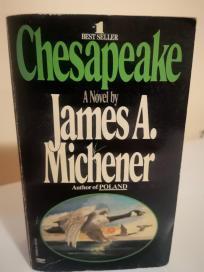 #1
BEST SELLER
Chesapeake
A Novel by
James A.
Michener
Author of POLAND